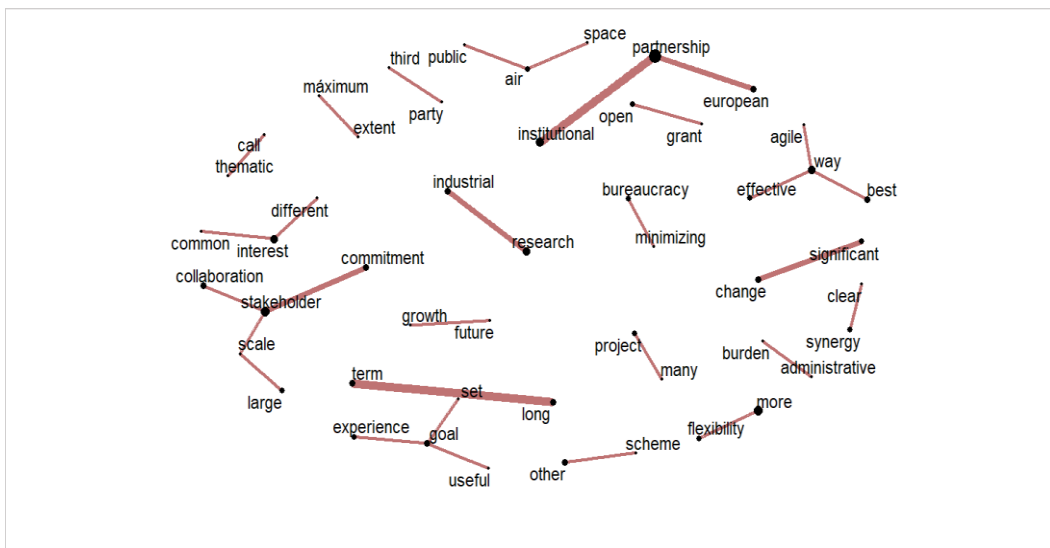 space
partnership
third
public
air
máximum
party
european
open
extent
institutional
grant
agile
call
thematic
way
industrial
bureaucracy
effective
best
different
common
interest
research
minimizing
commitment
significant
collaboration
change
clear
stakeholder
growth
future
scale
project
synergy
burden
many
administrative
term
set
large
long
more
experience
goal
flexibility
scheme
useful
other